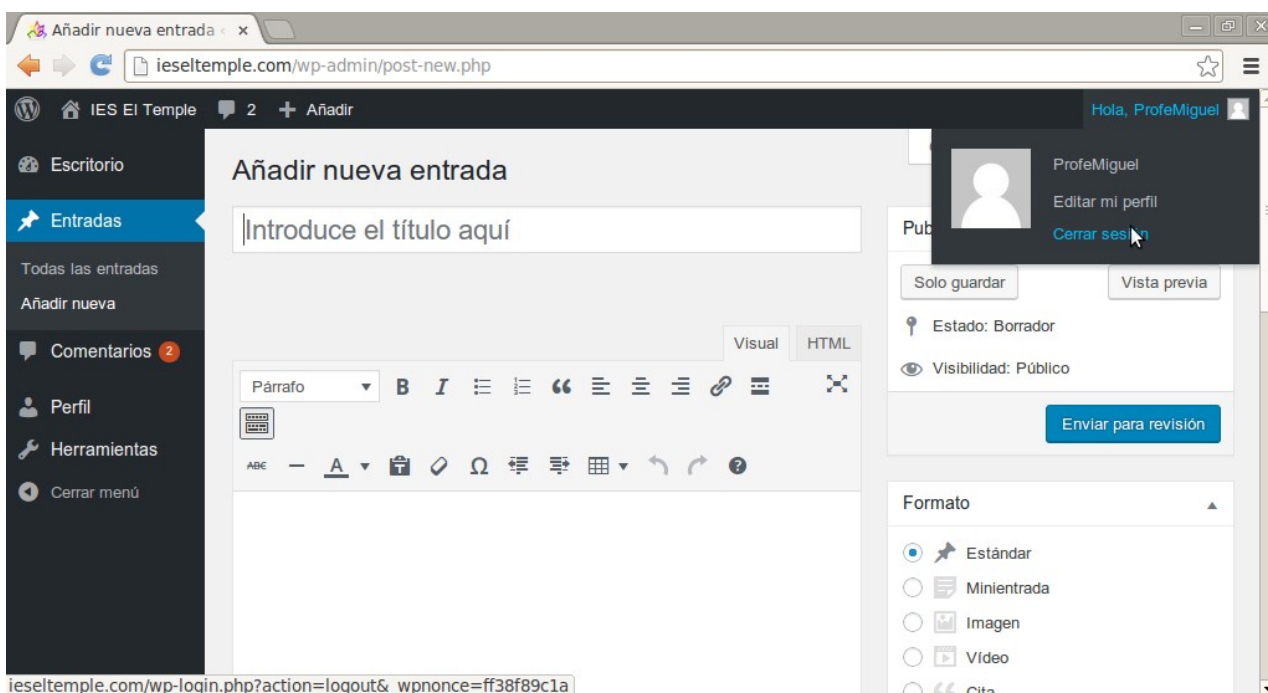 Añadir nueva entrada ‹
ieseltemple.com/wp-admin/post-new.php
IES El Temple 2 + Añadir Hola, ProfeMiguel
ProfeMiguel
Editar mi perfil
Cerrar sesión
Escritorio
Entradas
Todas las entradas
Añadir nueva
Comentarios 2
Perfil
Herramientas
Cerrar menú
Añadir nueva entrada
Introduce el título aquí
Visual HTML
Párrafo B I
ABC A Ω
Solo guardar Vista previa
Estado: Borrador
Visibilidad: Público
Enviar para revisión
Formato
Estándar
Minientrada
Imagen
Vídeo
Cita
ieseltemple.com/wp-login.php?action=logout&_wpnonce=ff38f89c1a